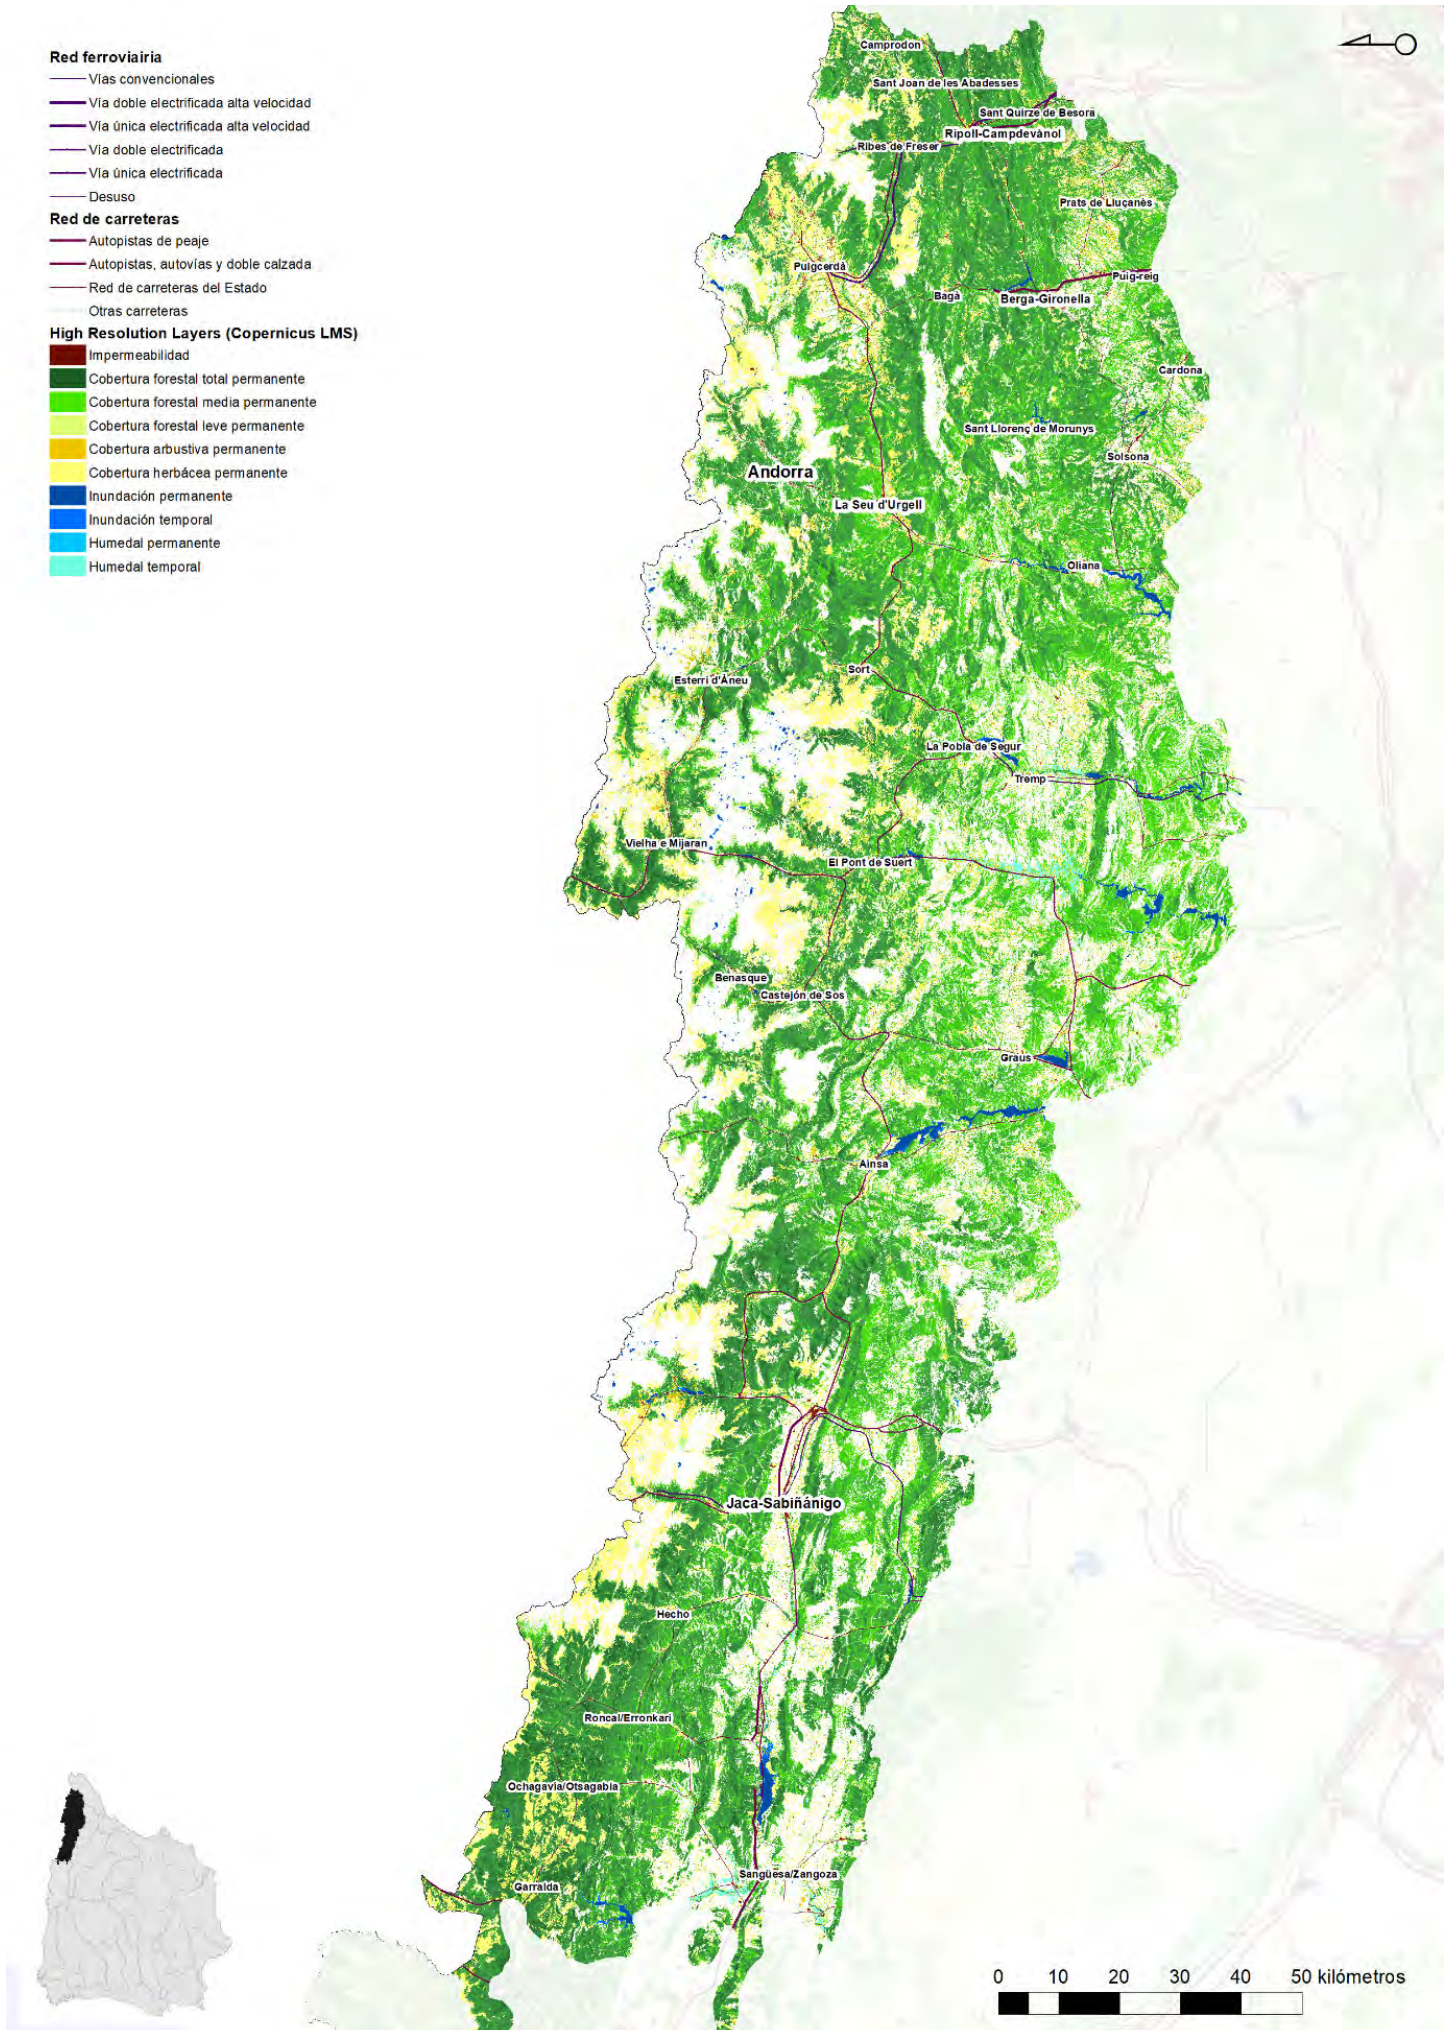 Red ferroviairia
Vías convencionales
Vía doble electrificada alta velocidad
Vía única electrificada alta velocidad
Vía doble electrificada
Vía única electrificada
Desuso
Red de carreteras
Autopistas de peaje
Autopistas, autovías y doble calzada
Red de carreteras del Estado
Otras carreteras
High Resolution Layers (Copernicus LMS)
Impermeabilidad
Cobertura forestal total permanente
Cobertura forestal media permanente
Cobertura forestal leve permanente
Cobertura arbustiva permanente
Cobertura herbácea permanente
Inundación permanente
Inundación temporal
Humedal permanente
Humedal temporal
Camprodon
Sant Joan de les Abadesses
Sant Quirze de Besora
Ripoll-Campdevànol
Ribes de Freser
Prats de Lluçanès
Puigcerdà
Puig-reig
Bagà
Berga-Gironella
Cardona
Sant Llorenç de Morunys
Solsona
Andorra
La Seu d'Urgell
Oliana
Sort
Esterri d'Àneu
La Pobla de Segur
Tremp
Vielha e Mijaran
El Pont de Suert
Benasque
Castejón de Sos
Graus
Ainsa
Jaca-Sabiñánigo
Hecho
Roncal/Erronkari
Ochagavía/Otsagabia
Sangüesa/Zangoza
Garralda
0 10 20 30 40 50 kilómetros